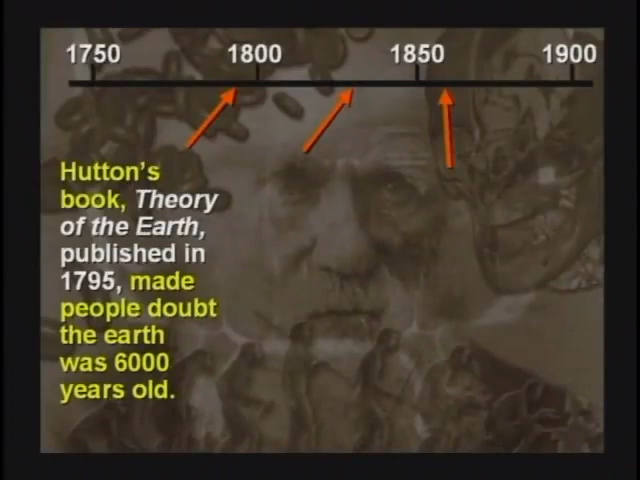 1750 1800 1850 1900
Hutton's
book, Theory
of the Earth,
published in
1795, made
people doubt
the earth
was 6000
years old.